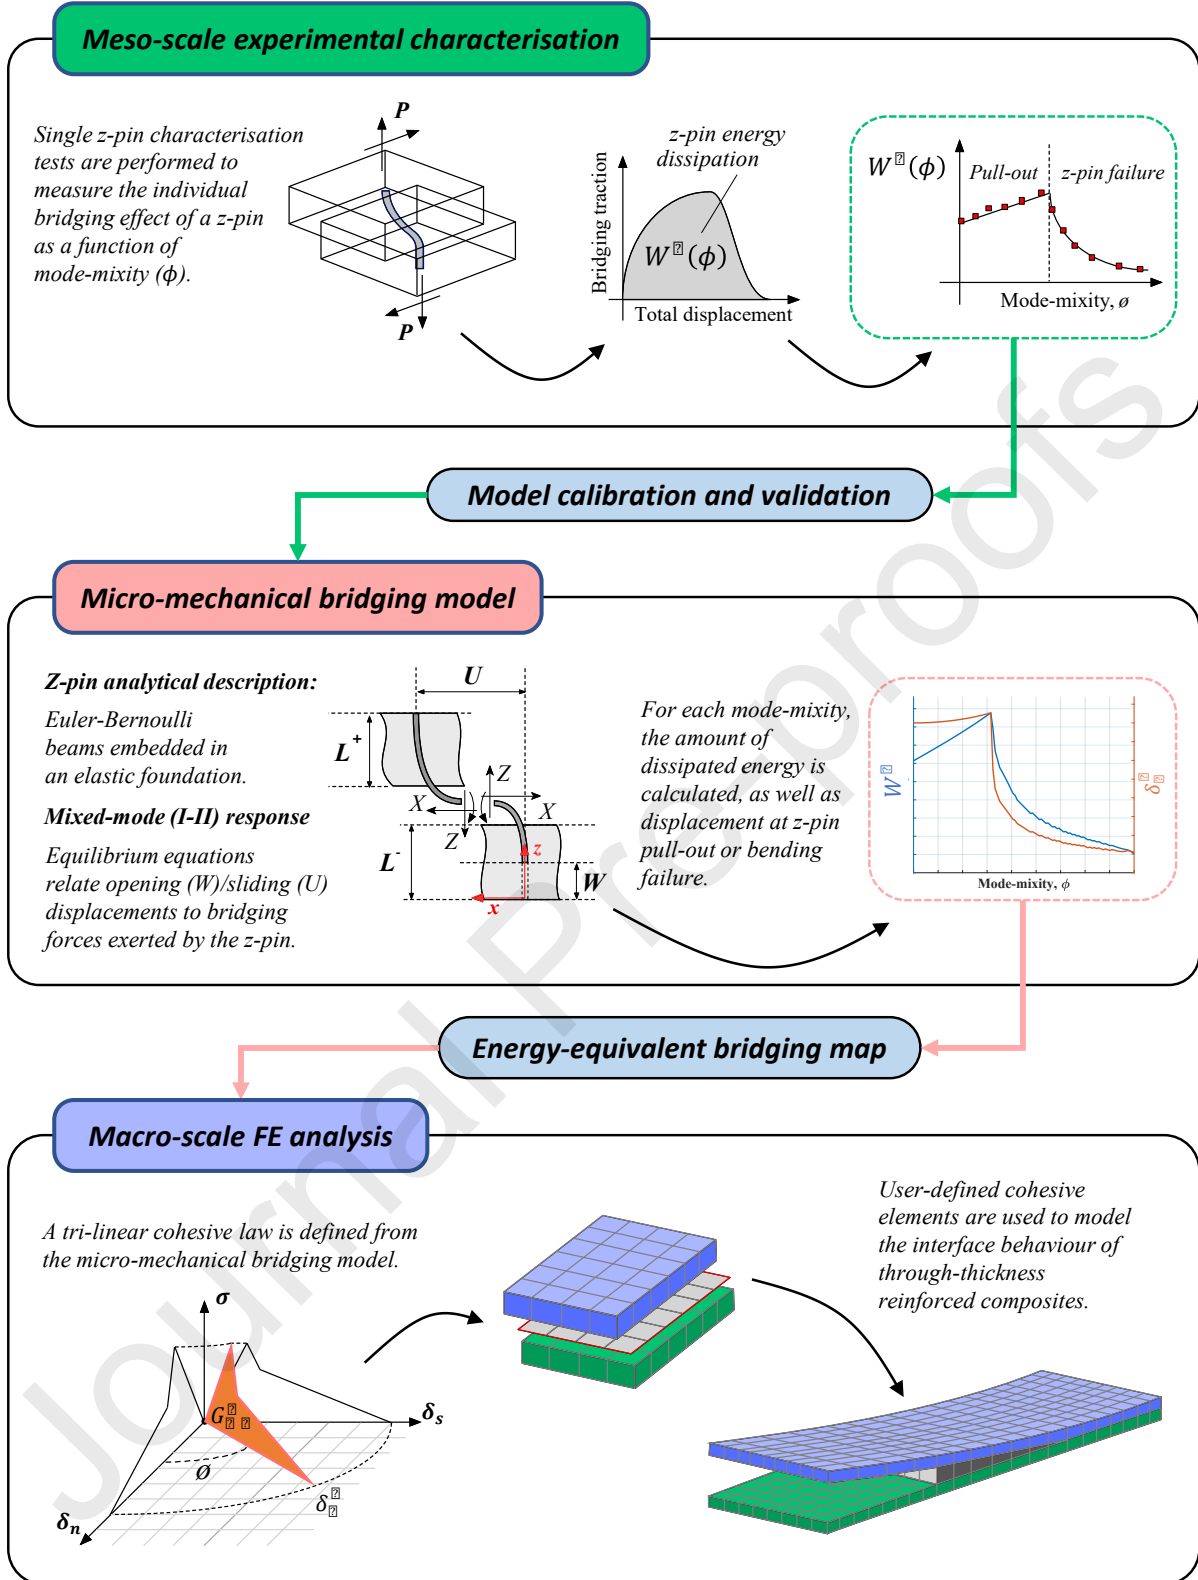 Meso-scale experimental characterisation
Single z-pin characterisation
tests are performed to
measure the individual
bridging effect of a z-pin
as a function of
mode-mixity (ϕ).
P
P
Bridging traction
z-pin energy
dissipation
W⍰(ϕ)
Total displacement
W⍰(ϕ)
Pull-out
z-pin failure
Mode-mixity, ø
Model calibration and validation
Micro-mechanical bridging model
Z-pin analytical description:
Euler-Bernoulli
beams embedded in
an elastic foundation.
Mixed-mode (I-II) response
Equilibrium equations
relate opening (W)/sliding (U)
displacements to bridging
forces exerted by the z-pin.
U
L+
Z
X
X
Z
L-
z
W
x
For each mode-mixity,
the amount of
dissipated energy is
calculated, as well as
displacement at z-pin
pull-out or bending
failure.
W⍰
δ⍰⍰
Mode-mixity, ϕ
Energy-equivalent bridging map
Macro-scale FE analysis
A tri-linear cohesive law is defined from
the micro-mechanical bridging model.
σ
G⍰⍰⍰
δs
Ø
δ⍰⍰
δn
User-defined cohesive
elements are used to model
the interface behaviour of
through-thickness
reinforced composites.
Journal Pre-proofs